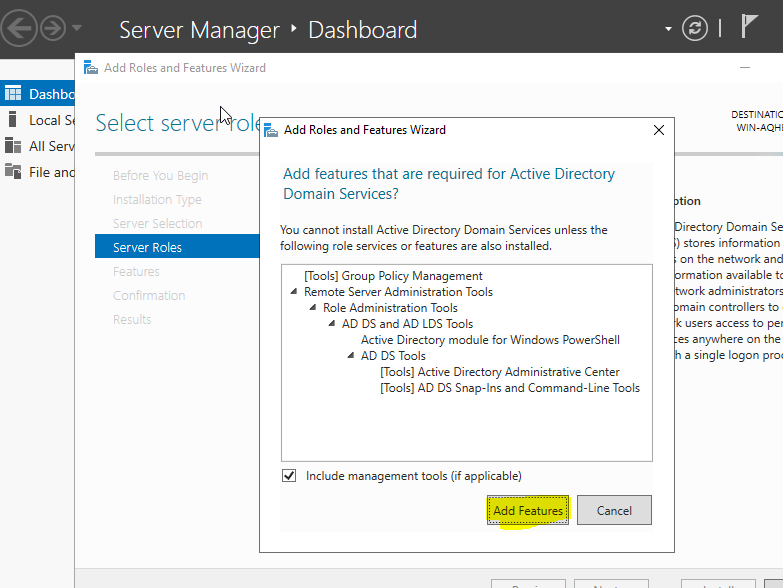 Server Manager ‣ Dashboard
Add Roles and Features Wizard
Dashbo
Local Se
All Serv
File and
Select server role
DESTINATIO
WIN-AQH
Before You Begin
Installation Type
Server Selection
Server Roles
Features
Confirmation
Results
Add Roles and Features Wizard
Add features that are required for Active Directory
Domain Services?
You cannot install Active Directory Domain Services unless the
following role services or features are also installed.
[Tools] Group Policy Management
Remote Server Administration Tools
Role Administration Tools
AD DS and AD LDS Tools
Active Directory module for Windows PowerShell
AD DS Tools
[Tools] Active Directory Administrative Center
[Tools] AD DS Snap-Ins and Command-Line Tools
Include management tools (if applicable)
Add Features
Cancel
ption
Directory Domain Se
) stores information
s on the network and
ormation available to
twork administrators
omain controllers to
rk users access to per
ces anywhere on the
h a single logon proc